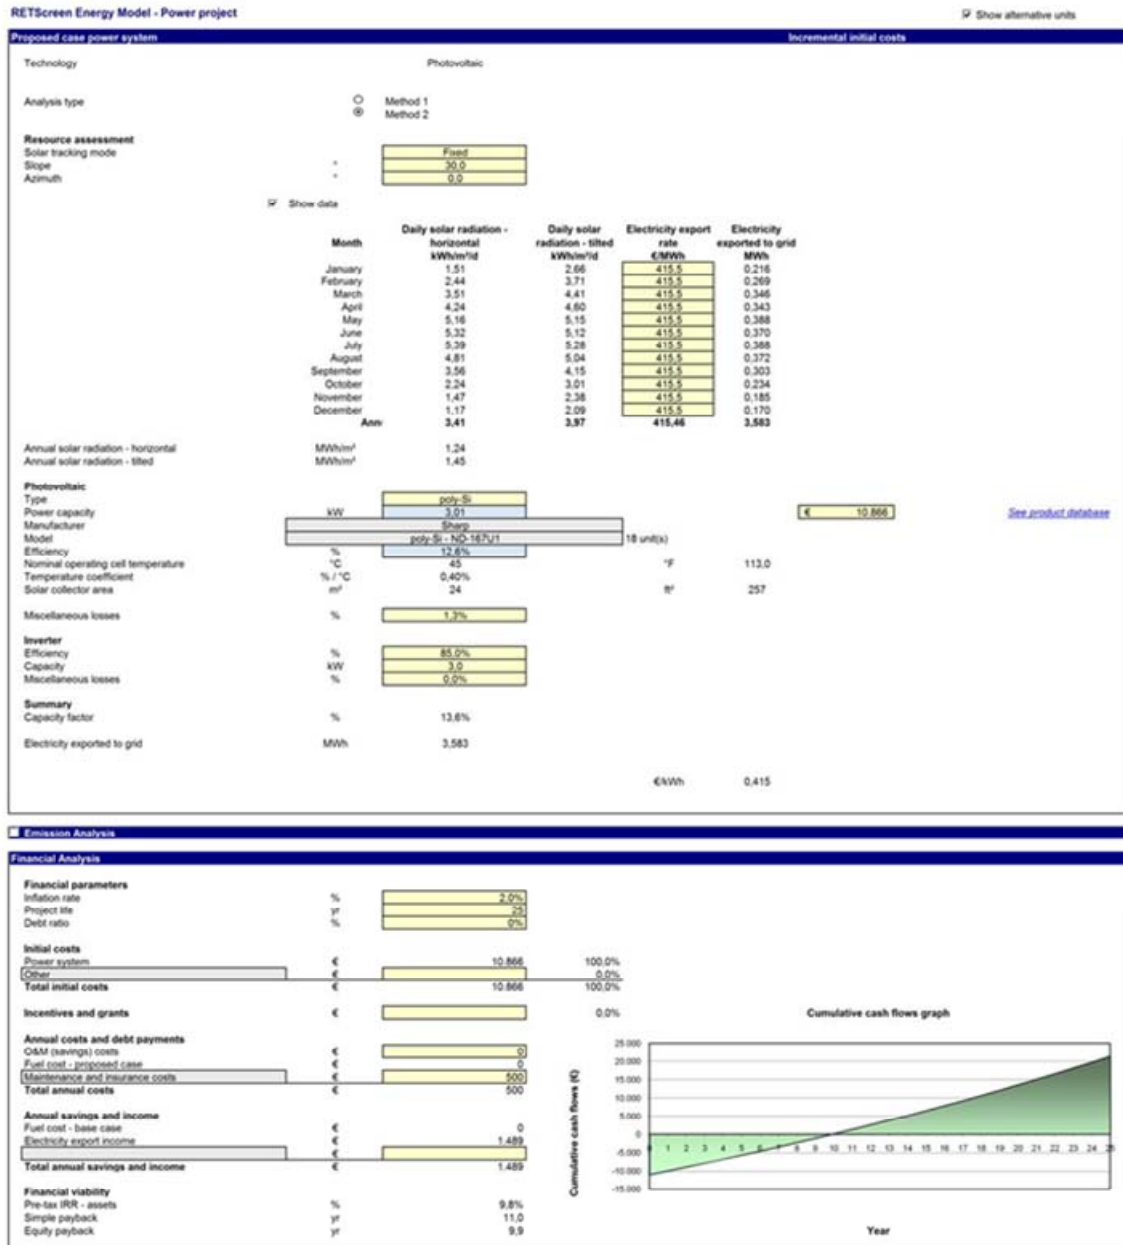 RETScreen Energy Model - Power project
Show alternative units
Proposed case power system Incremental initial costs
Technology Photovoltaic
Analysis type Method 1
Method 2
Resource assessment
Solar tracking mode Fixed
Slope ° 30,0
Azimuth ° 0,0
Show data
Daily solar radiation - Daily solar Electricity export Electricity
Month horizontal radiation - tilted rate exported to grid
kWh/m²/d kWh/m²/d €/MWh MWh
January 1,51 2,66 415,5 0,216
February 2,44 3,71 415,5 0,269
March 3,51 4,41 415,5 0,346
April 4,24 4,60 415,5 0,343
May 5,16 5,15 415,5 0,388
June 5,32 5,12 415,5 0,370
July 5,39 5,28 415,5 0,388
August 4,81 5,04 415,5 0,372
September 3,56 4,15 415,5 0,303
October 2,24 3,01 415,5 0,234
November 1,47 2,38 415,5 0,185
December 1,17 2,09 415,5 0,170
Ann 3,41 3,97 415,46 3,583
Annual solar radiation - horizontal MWh/m² 1,24
Annual solar radiation - tilted MWh/m² 1,45
Photovoltaic
Type poly-Si
Power capacity kW 3,01 € 10.866 See product database
Manufacturer Sharp
Model poly-Si - ND-167U1 18 unit(s)
Efficiency % 12,6%
Nominal operating cell temperature °C 45 °F 113,0
Temperature coefficient % / °C 0,40%
Solar collector area m² 24 ft² 257
Miscellaneous losses % 1,3%
Inverter
Efficiency % 85,0%
Capacity kW 3,0
Miscellaneous losses % 0,0%
Summary
Capacity factor % 13,6%
Electricity exported to grid MWh 3,583
€/kWh 0,415
Emission Analysis
Financial Analysis
Financial parameters
Inflation rate % 2,0%
Project life yr 25
Debt ratio % 0%
Initial costs
Power system € 10.866 100,0%
Other € 0,0%
Total initial costs € 10.866 100,0%
Incentives and grants € 0,0%
Annual costs and debt payments
O&M (savings) costs € 0
Fuel cost - proposed case € 0
Maintenance and insurance costs € 500
Total annual costs € 500
Annual savings and income
Fuel cost - base case € 0
Electricity export income € 1.489
€
Total annual savings and income € 1.489
Financial viability
Pre-tax IRR - assets % 9,8%
Simple payback yr 11,0
Equity payback yr 9,9
Cumulative cash flows graph
Cumulative cash flows (€)
25.000
20.000
15.000
10.000
5.000
0
-5.000
-10.000
-15.000
0 1 2 3 4 5 6 7 8 9 10 11 12 13 14 15 16 17 18 19 20 21 22 23 24 25
Year